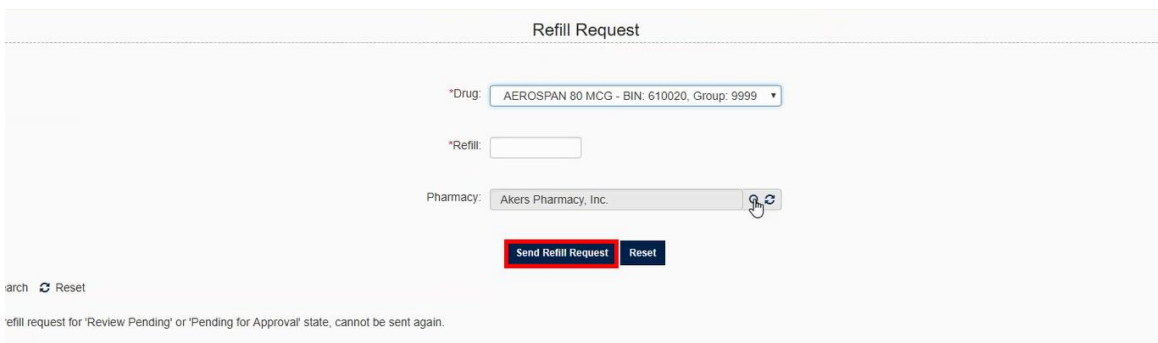 Refill Request
*Drug: AEROSPAN 80 MCG - BIN: 610020, Group: 9999
*Refill:
Pharmacy: Akers Pharmacy, Inc.
Send Refill Request Reset
arch Reset
efill request for 'Review Pending' or 'Pending for Approval' state, cannot be sent again.